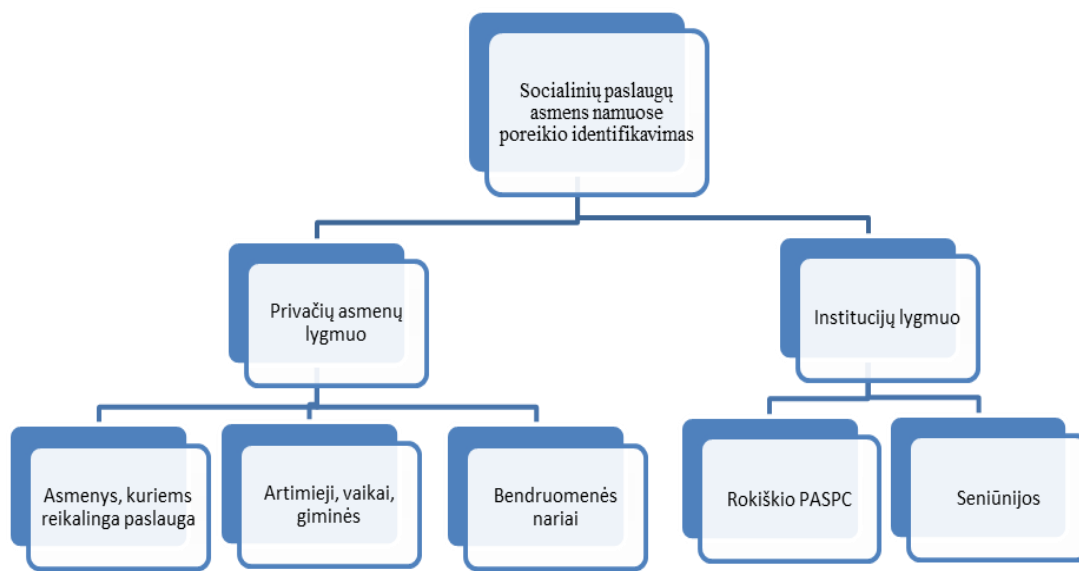 Socialinių paslaugų
asmens namuose
poreikio identifikavimas
Privačių asmenų
lygmuo
Institucijų lygmuo
Asmenys, kuriems
reikalinga paslauga
Artimieji, vaikai,
giminės
Bendruomenės
nariai
Rokiškio PASPC
Seniūnijos